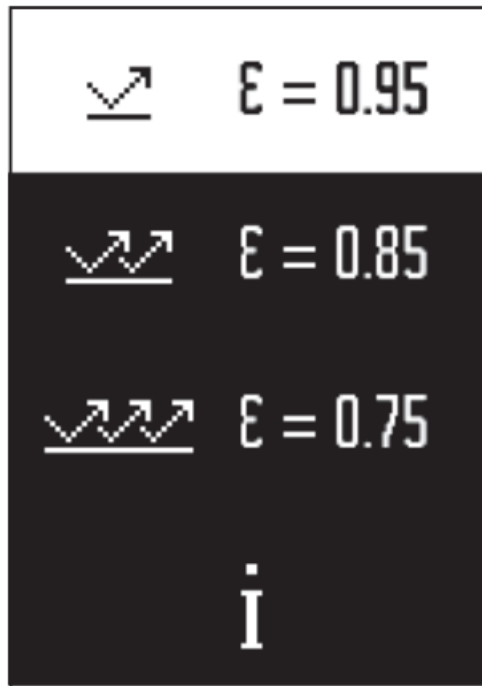 ε = 0.95
ε = 0.85
ε = 0.75
i